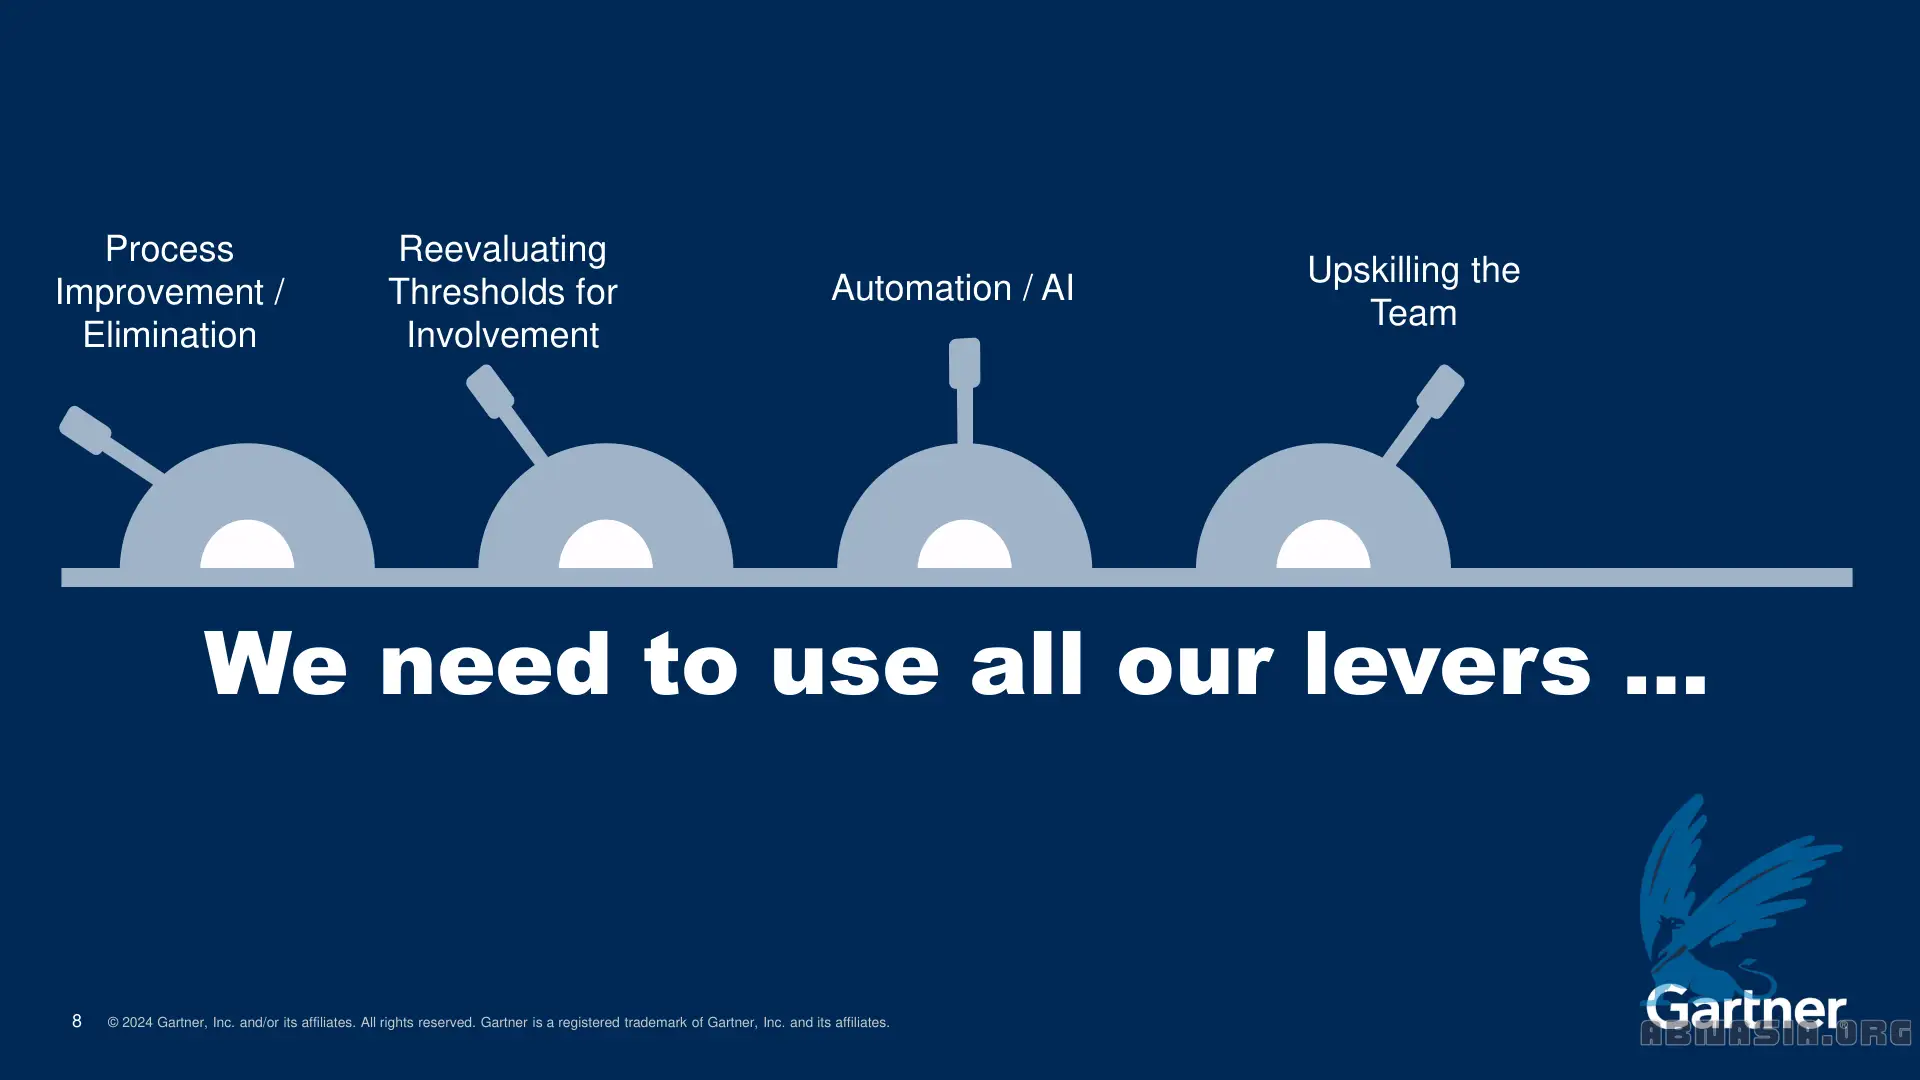 Process
Improvement /
Elimination
Reevaluating
Thresholds for
Involvement
Automation / AI
Upskilling the
Team
We need to use all our levers ...
8
© 2024 Gartner, Inc. and/or its affiliates. All rights reserved. Gartner is a registered trademark of Gartner, Inc. and its affiliates.
Gartner
ABNASIA.ORG